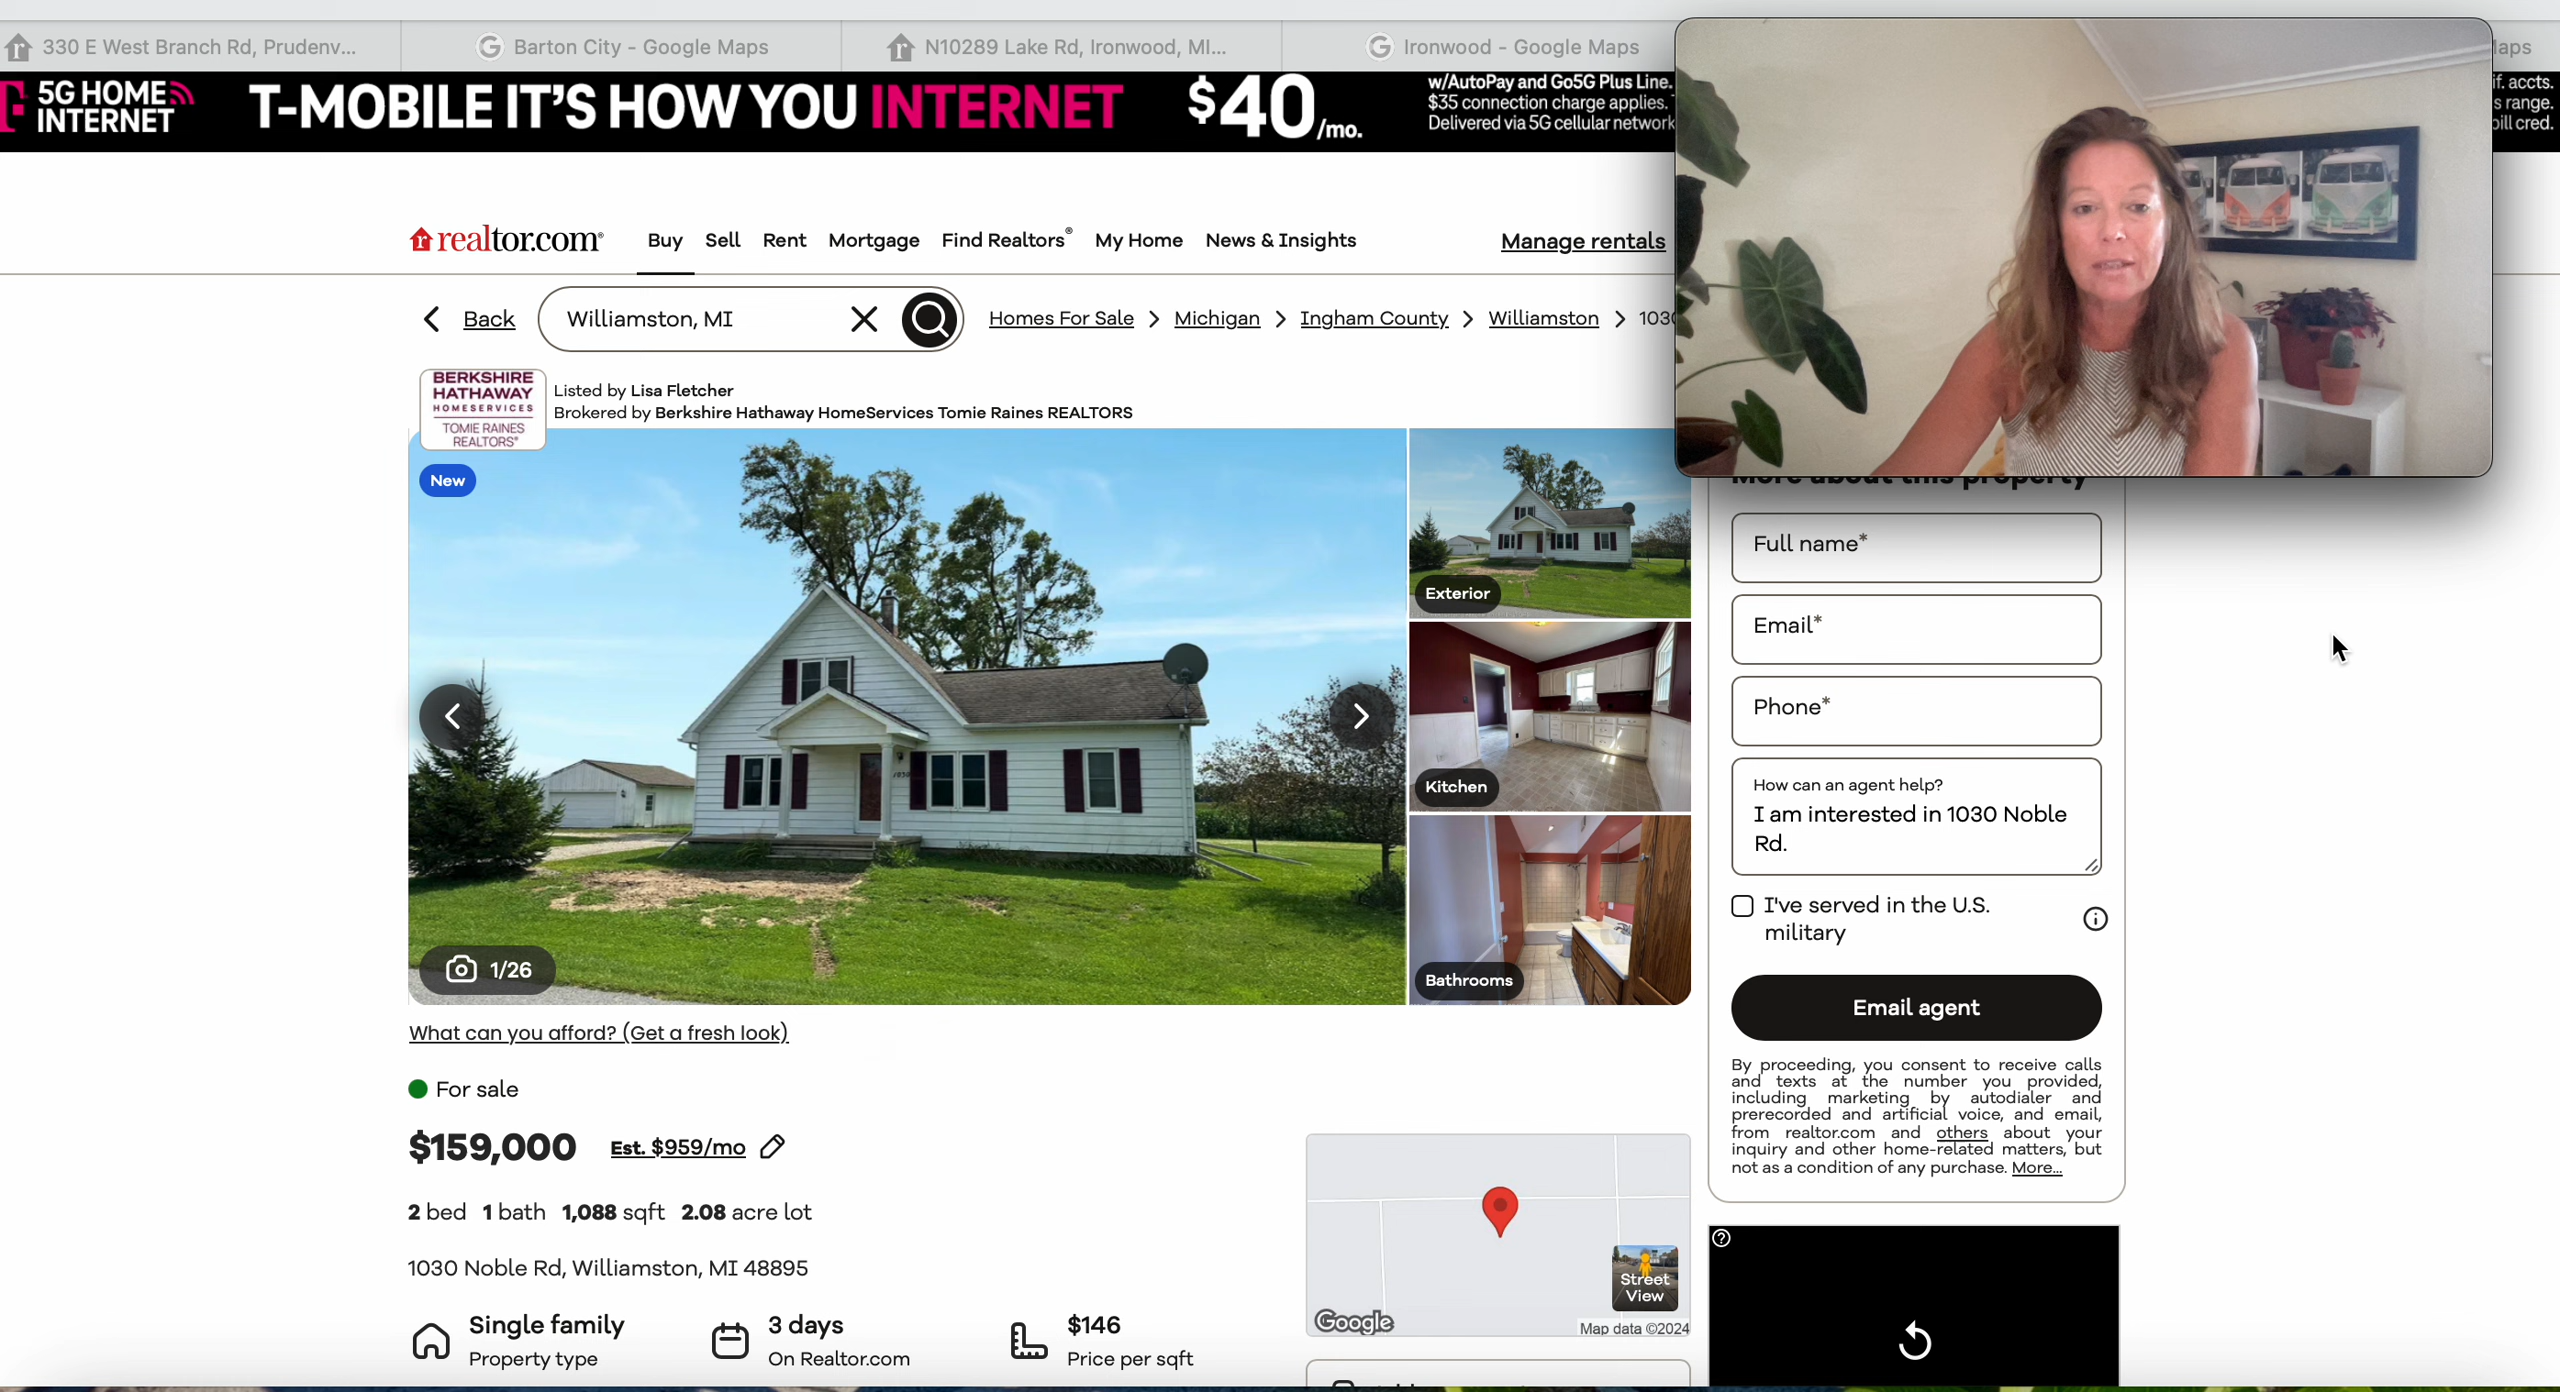 330 E West Branch Rd, Prudenv...
Barton City - Google Maps
N10289 Lake Rd, Ironwood, MI...
Ironwood - Google Maps
5G HOME
INTERNET
T-MOBILE IT'S HOW YOU INTERNET
$40/mo.
w/AutoPay and Go5G Plus Line.
$35 connection charge applies.
Delivered via 5G cellular network
if. accts.
s range.
bill cred.
realtor.com®
Buy Sell Rent Mortgage Find Realtors® My Home News & Insights
Manage rentals
Back
Williamston, MI
Homes For Sale > Michigan > Ingham County > Williamston > 103
BERKSHIRE
HATHAWAY
HOMESERVICES
TOMIE RAINES
REALTORS®
Listed by Lisa Fletcher
Brokered by Berkshire Hathaway HomeServices Tomie Raines REALTORS
New
Exterior
Kitchen
Bathrooms
1/26
More about this property
Full name*
Email*
Phone*
How can an agent help?
I am interested in 1030 Noble
Rd.
I've served in the U.S.
military
Email agent
By proceeding, you consent to receive calls
and texts at the number you provided,
including marketing by autodialer and
prerecorded and artificial voice, and email,
from realtor.com and others about your
inquiry and other home-related matters, but
not as a condition of any purchase. More...
What can you afford? (Get a fresh look)
For sale
$159,000
Est. $959/mo
2 bed 1 bath 1,088 sqft 2.08 acre lot
1030 Noble Rd, Williamston, MI 48895
Single family
Property type
3 days
On Realtor.com
$146
Price per sqft
Street
View
Google
Map data ©2024